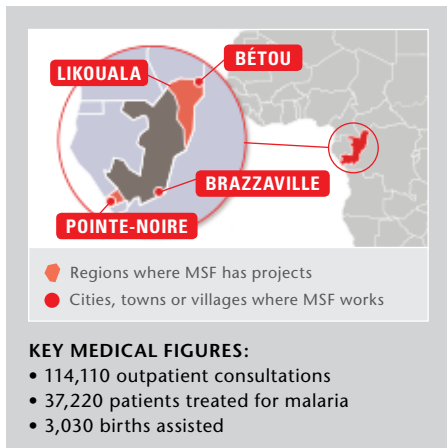 BÉTOU
LIKOUALA
BRAZZAVILLE
POINTE-NOIRE
Regions where MSF has projects
Cities, towns or villages where MSF works
KEY MEDICAL FIGURES:
• 114,110 outpatient consultations
• 37,220 patients treated for malaria
• 3,030 births assisted